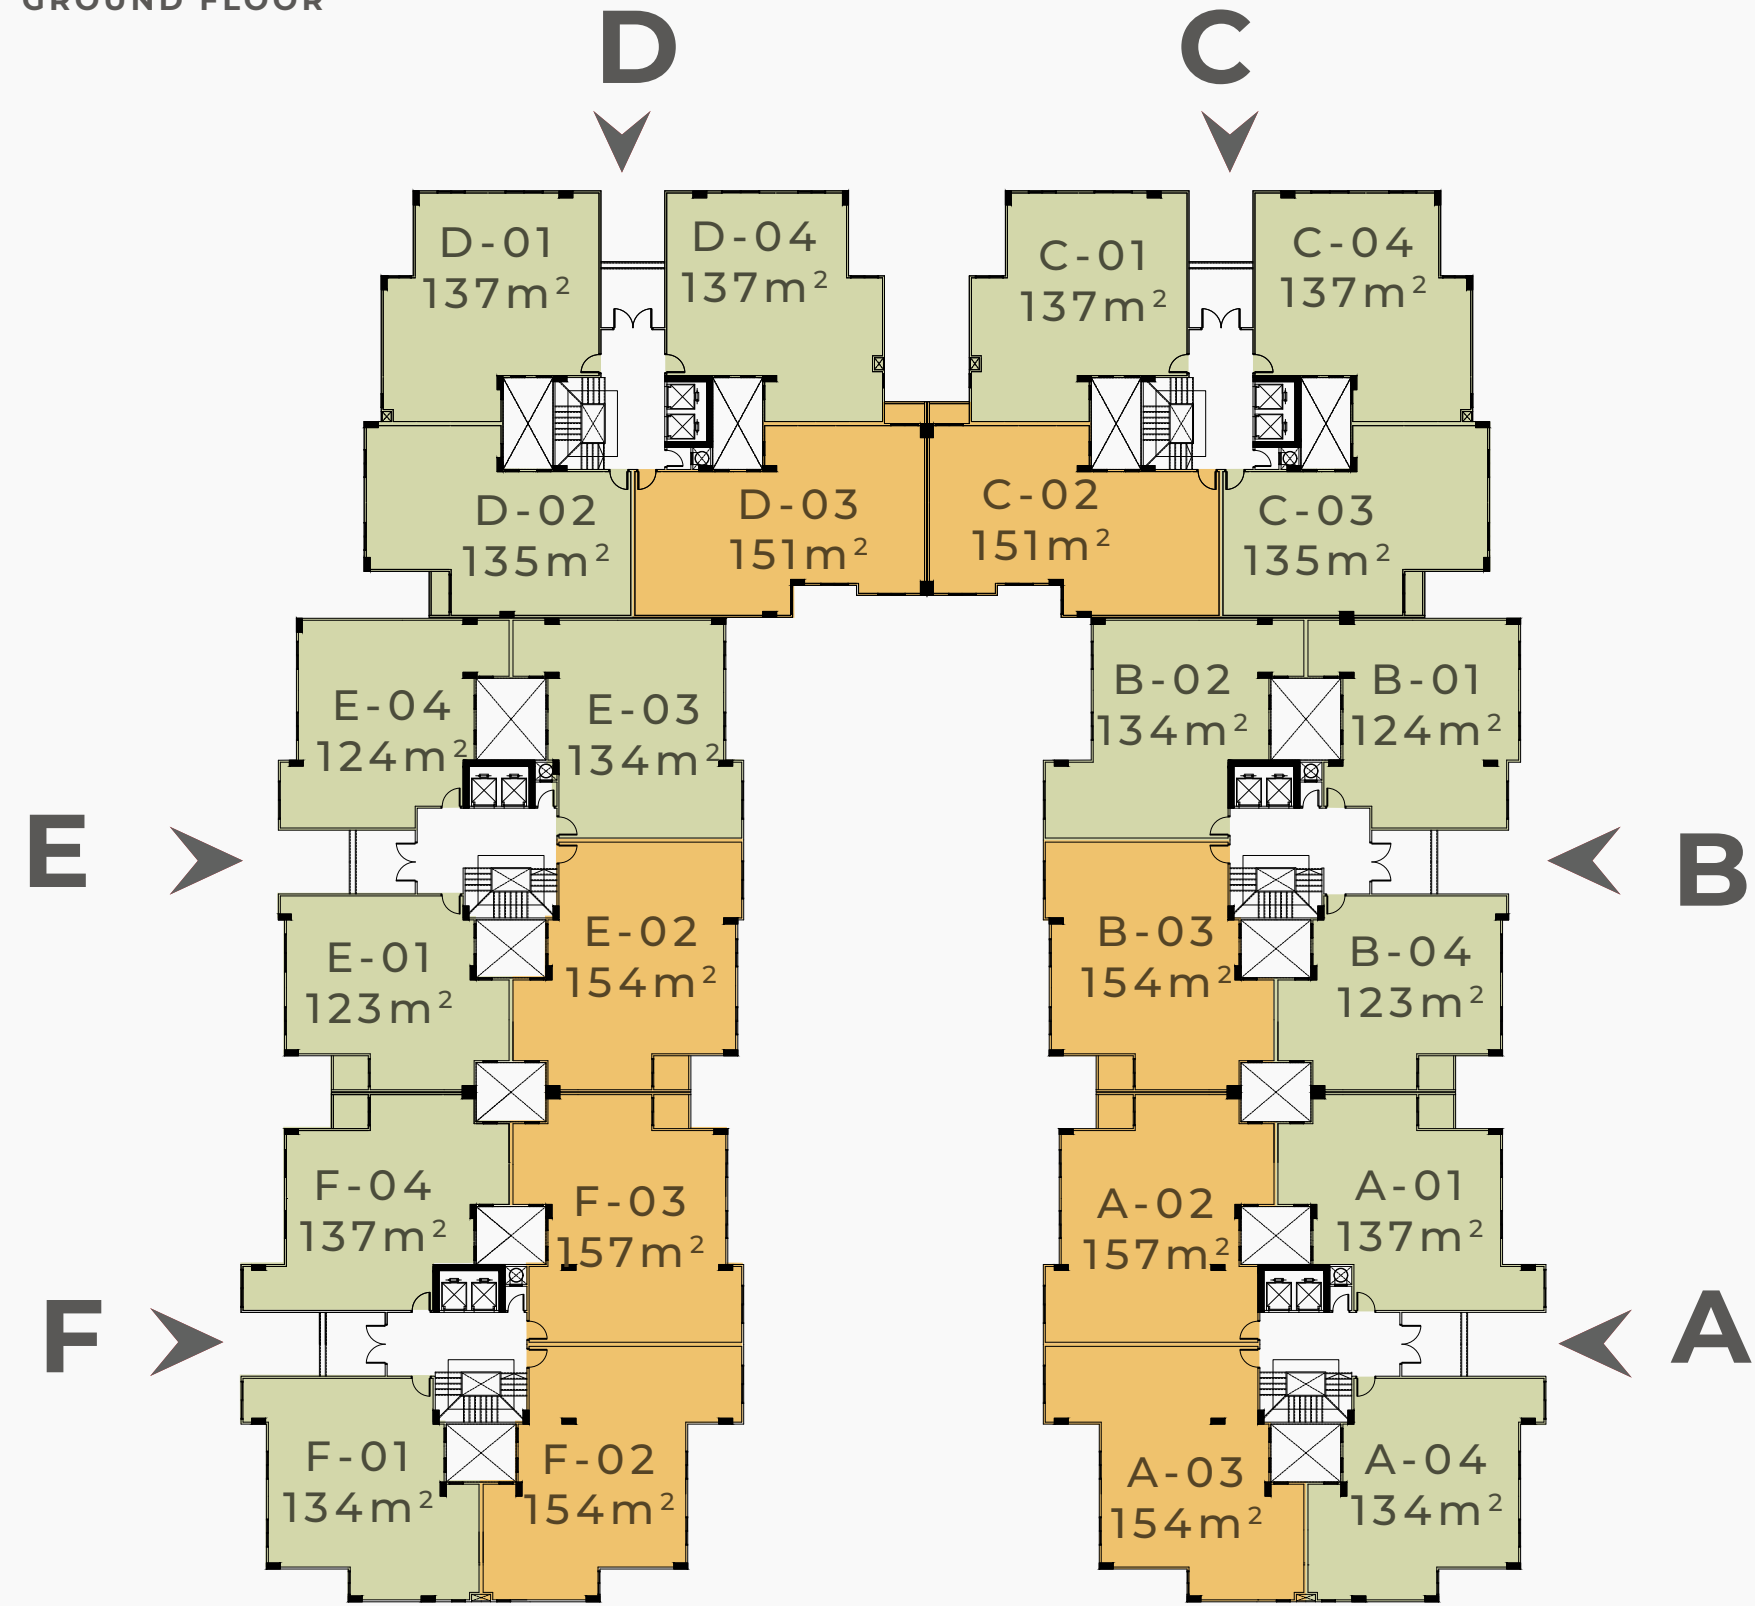 GROUND FLOOR
D
C
D-01
137m²
D-04
137m²
C-01
137m²
C-04
137m²
D-02
135m²
D-03
151m²
C-02
151m²
C-03
135m²
E-04
124m²
E-03
134m²
B-02
134m²
B-01
124m²
E
B
E-01
123m²
E-02
154m²
B-03
154m²
B-04
123m²
F-04
137m²
F-03
157m²
A-02
157m²
A-01
137m²
F
A
F-01
134m²
F-02
154m²
A-03
154m²
A-04
134m²